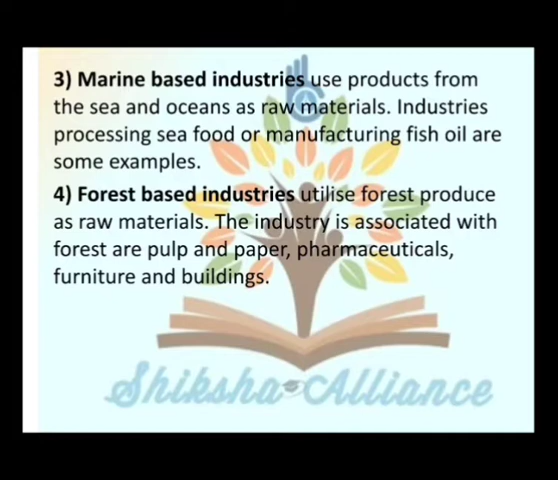 3) Marine based industries use products from
the sea and oceans as raw materials. Industries
processing sea food or manufacturing fish oil are
some examples.
4) Forest based industries utilise forest produce
as raw materials. The industry is associated with
forest are pulp and paper, pharmaceuticals,
furniture and buildings.
Shiksha Alliance